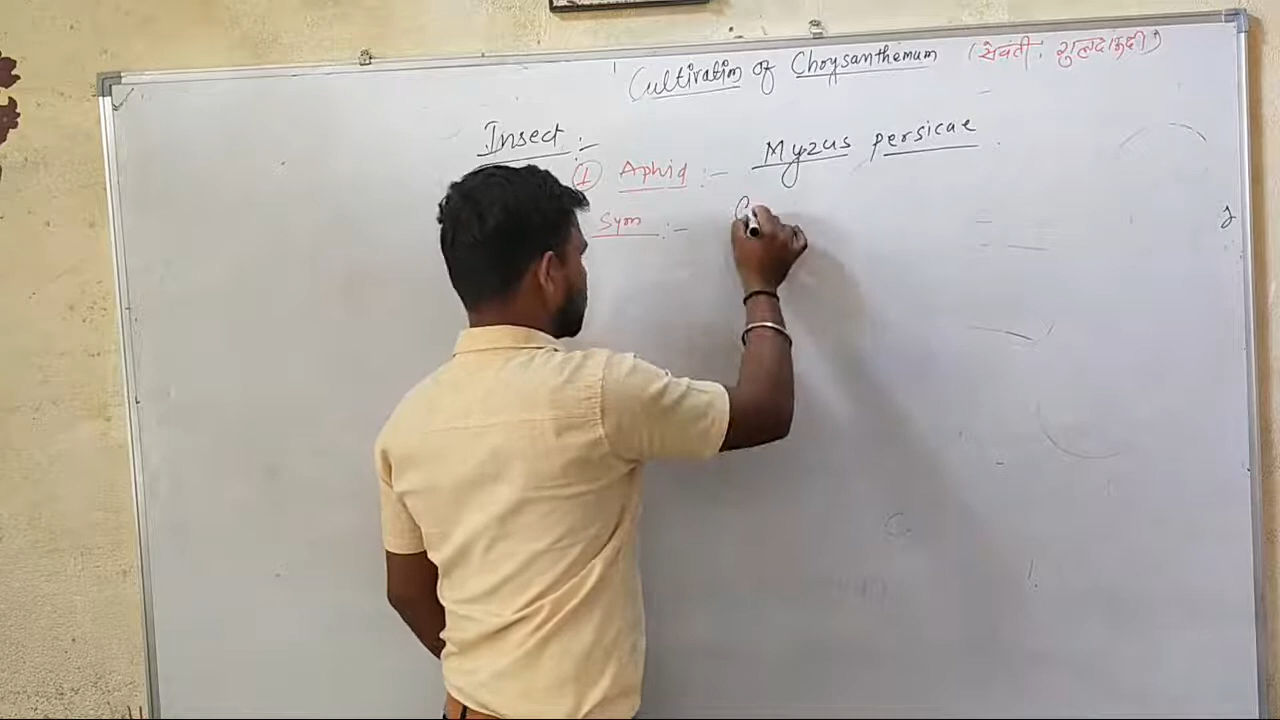 Cultivation of Chrysanthemum (सेवंती, गुलदाऊदी)
Insect :-
① Aphid :- Myzus persicae
Sym :-